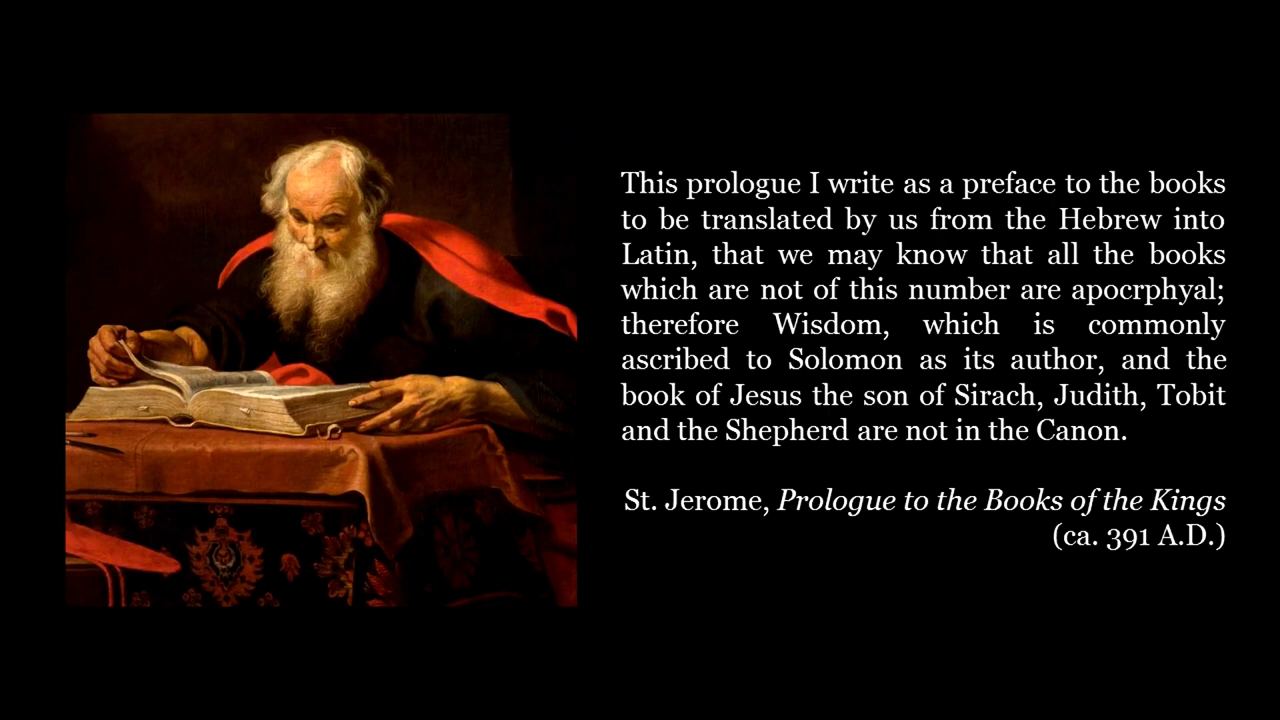 This prologue I write as a preface to the books
to be translated by us from the Hebrew into
Latin, that we may know that all the books
which are not of this number are apocrphyal;
therefore Wisdom, which is commonly
ascribed to Solomon as its author, and the
book of Jesus the son of Sirach, Judith, Tobit
and the Shepherd are not in the Canon.
St. Jerome, Prologue to the Books of the Kings
(ca. 391 A.D.)